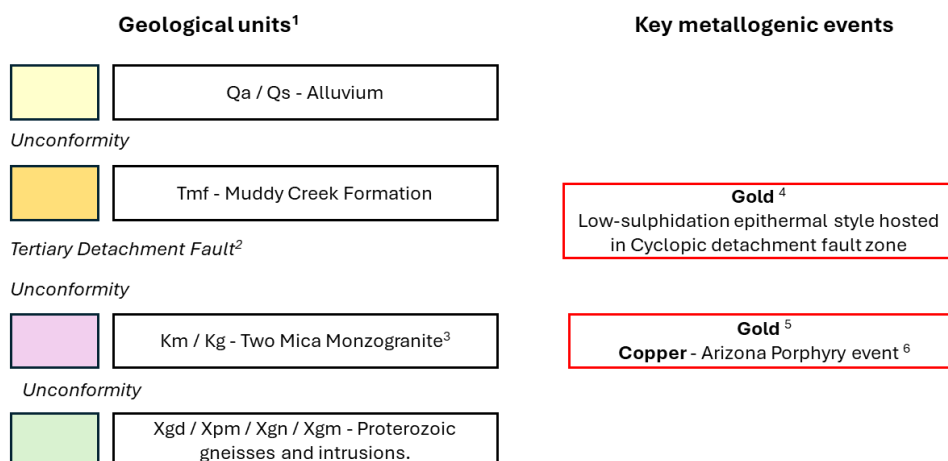 Geological units¹
Key metallogenic events
Qa / Qs - Alluvium
Unconformity
Tmf - Muddy Creek Formation
Gold ⁴
Low-sulphidation epithermal style hosted
in Cyclopic detachment fault zone
Tertiary Detachment Fault²
Unconformity
Km / Kg - Two Mica Monzogranite³
Gold ⁵
Copper - Arizona Porphyry event ⁶
Unconformity
Xgd / Xpm / Xgn / Xgm - Proterozoic
gneisses and intrusions.